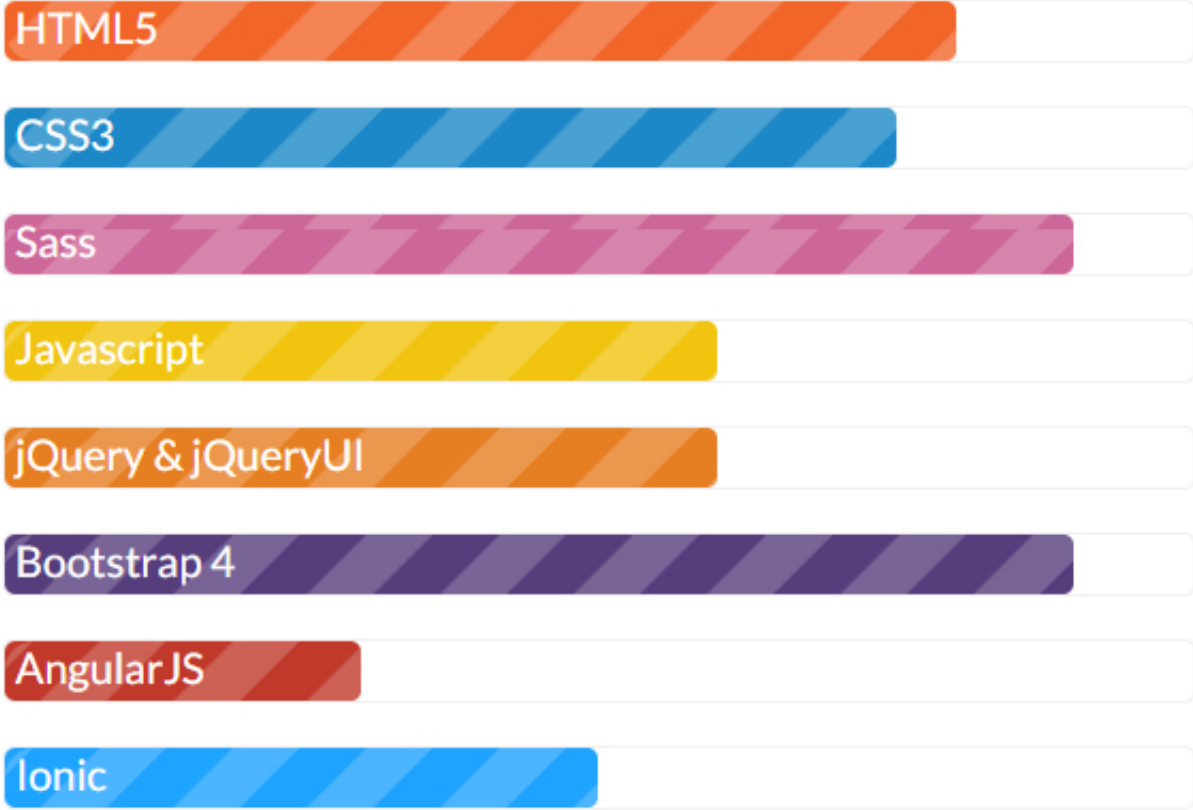 HTML5
CSS3
Sass
Javascript
jQuery & jQueryUI
Bootstrap 4
AngularJS
Ionic